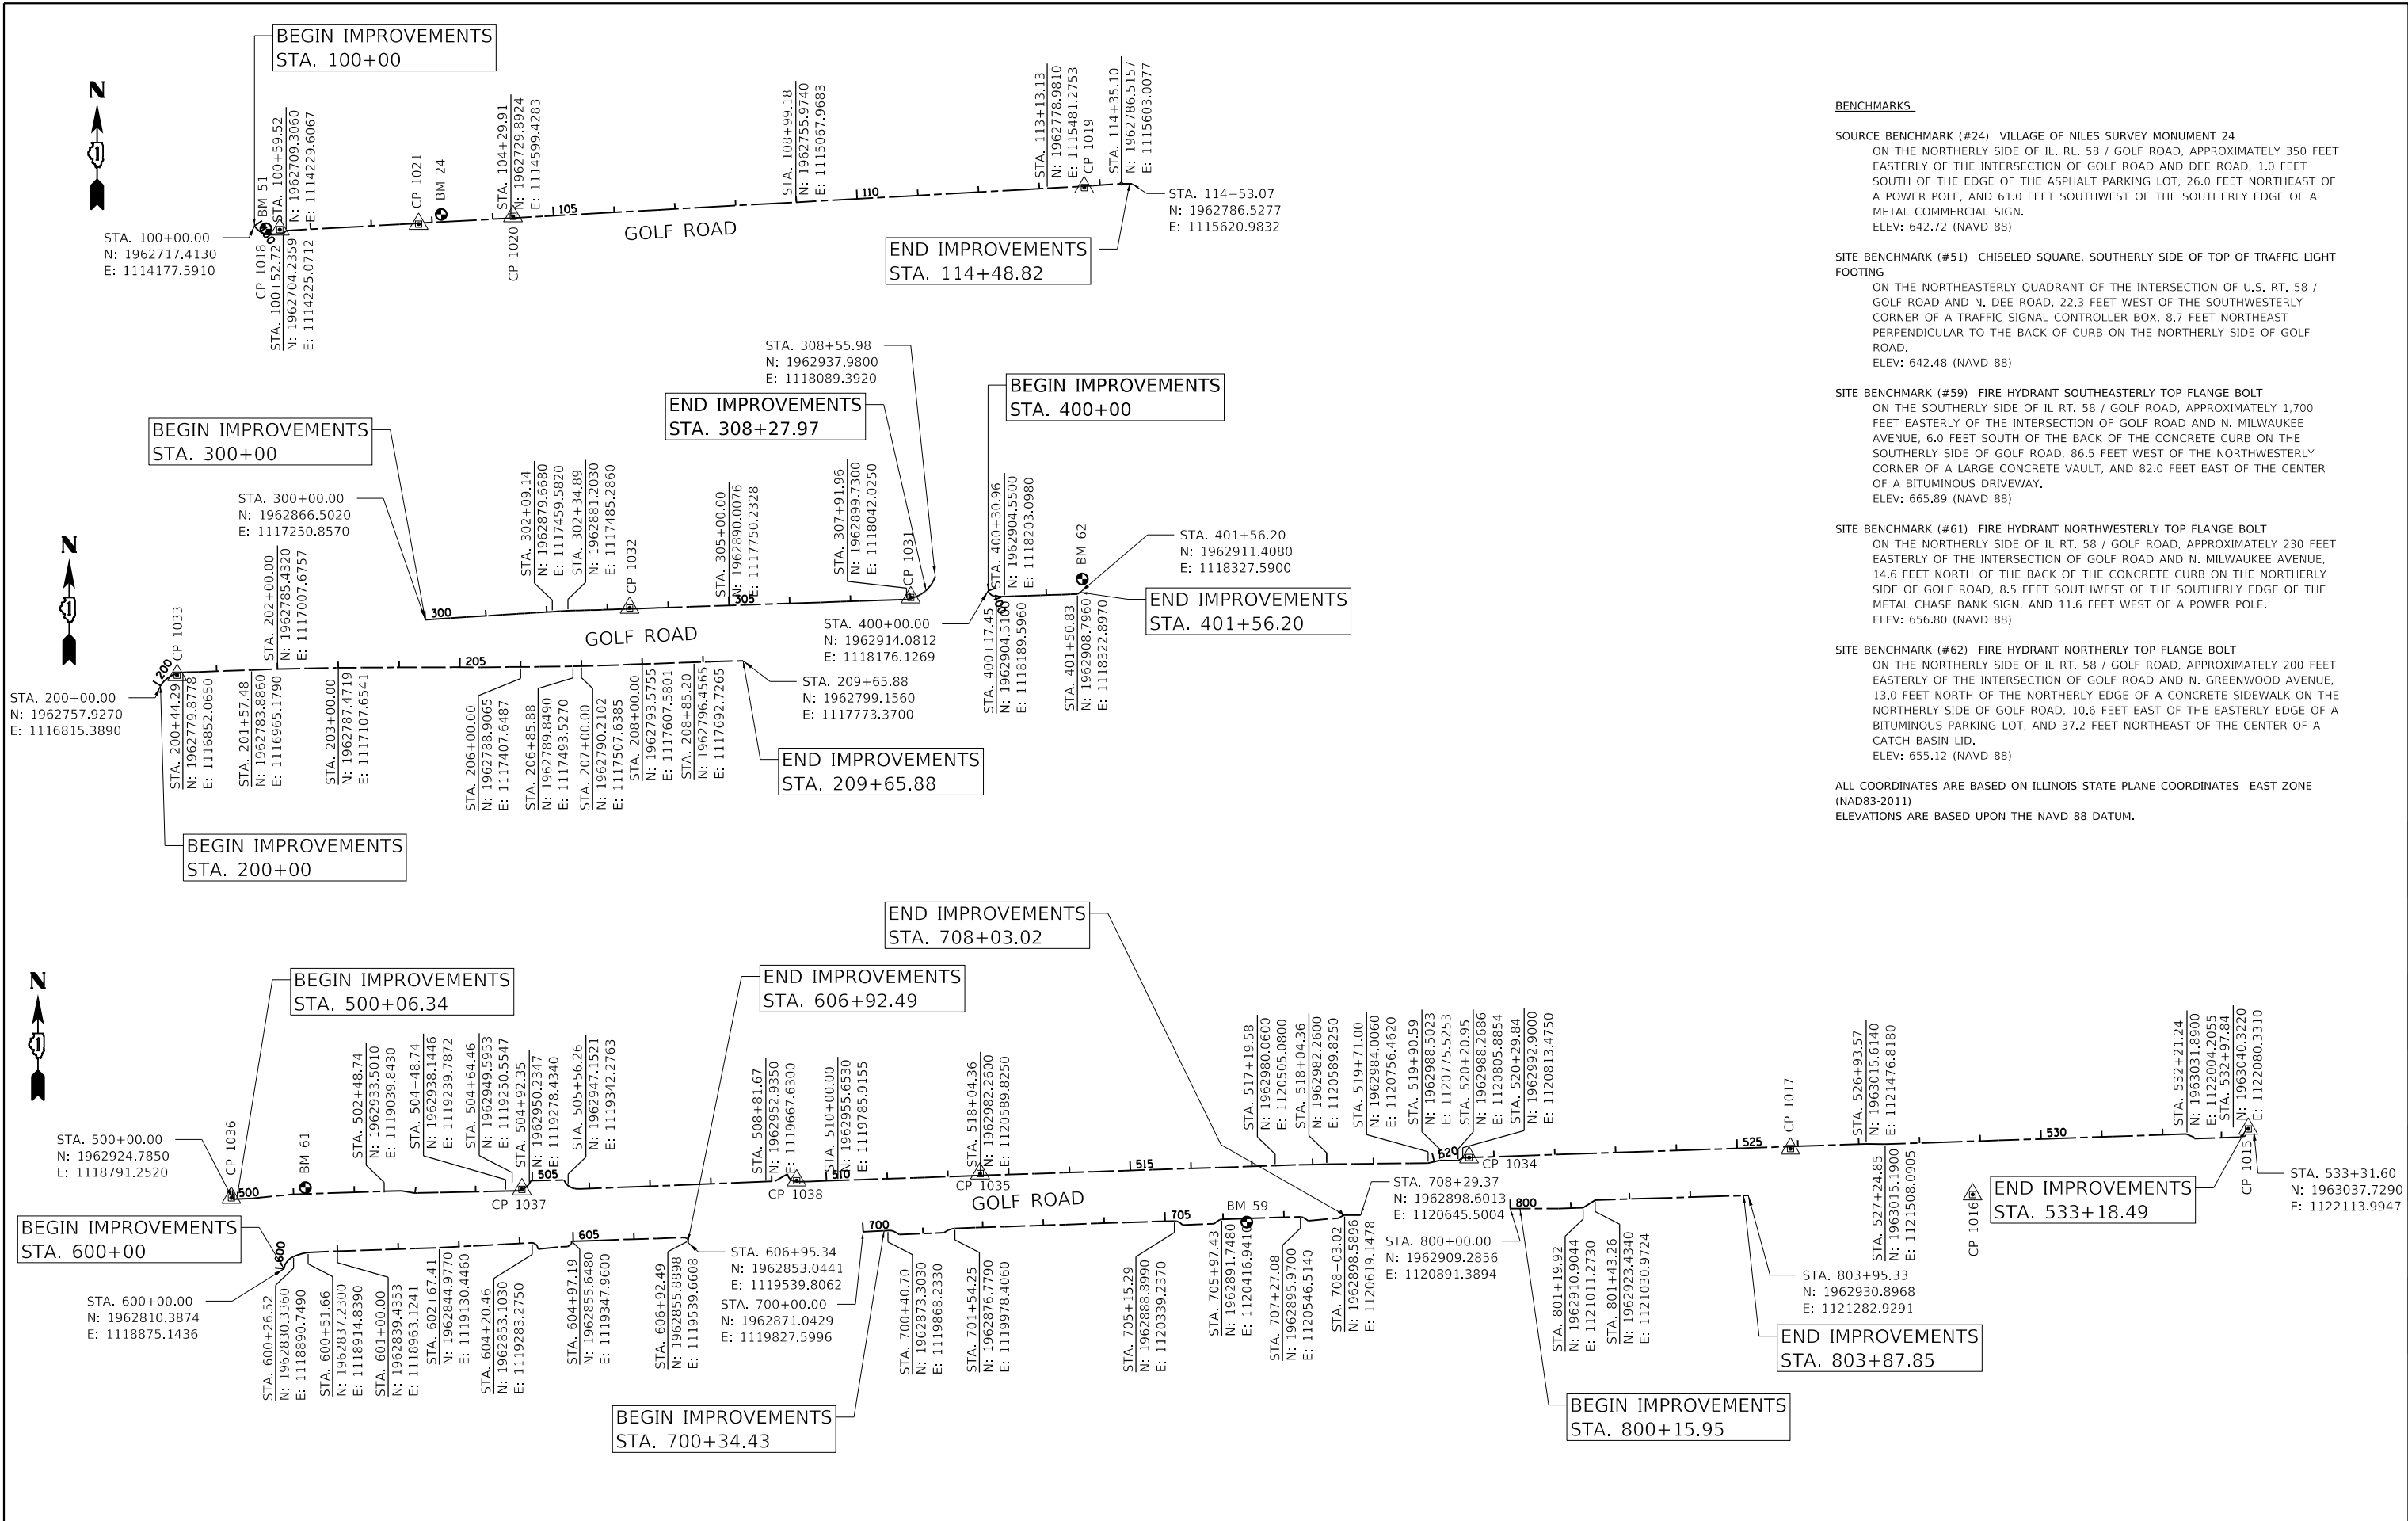 BEGIN IMPROVEMENTS
STA. 100+00
N
STA. 100+00.00
N: 1962717.4130
E: 1114177.5910
CP 1018
BM 51
STA. 100+59.52
N: 1962709.3060
E: 1114229.6067
STA. 100+52.72
N: 1962704.2359
E: 1114225.0712
CP 1021
BM 24
STA. 104+29.91
N: 1962729.8924
E: 1114599.4283
CP 1020
105
STA. 108+99.18
N: 1962755.9740
E: 1115067.9683
110
GOLF ROAD
STA. 113+13.13
N: 1962778.9810
E: 1115481.2753
CP 1019
STA. 114+35.10
N: 1962786.5157
E: 1115603.0077
STA. 114+53.07
N: 1962786.5277
E: 1115620.9832
END IMPROVEMENTS
STA. 114+48.82
BEGIN IMPROVEMENTS
STA. 300+00
STA. 300+00.00
N: 1962866.5020
E: 1117250.8570
300
STA. 302+09.14
N: 1962879.6680
E: 1117459.5820
STA. 302+34.89
N: 1962881.2030
E: 1117485.2860
CP 1032
STA. 305+00.00
N: 1962890.0076
E: 1117750.2328
305
STA. 307+91.96
N: 1962899.7300
E: 1118042.0250
CP 1031
STA. 308+55.98
N: 1962937.9800
E: 1118089.3920
END IMPROVEMENTS
STA. 308+27.97
BEGIN IMPROVEMENTS
STA. 400+00
STA. 400+00.00
N: 1962914.0812
E: 1118176.1269
STA. 400+30.96
N: 1962904.5500
E: 1118203.0980
STA. 400+17.45
N: 1962904.5100
E: 1118189.5960
BM 62
STA. 401+50.83
N: 1962908.7960
E: 1118322.8970
STA. 401+56.20
N: 1962911.4080
E: 1118327.5900
END IMPROVEMENTS
STA. 401+56.20
GOLF ROAD
N
STA. 200+00.00
N: 1962757.9270
E: 1116815.3890
200
CP 1033
STA. 200+44.29
N: 1962779.8778
E: 1116852.0650
STA. 201+57.48
N: 1962783.8860
E: 1116965.1790
STA. 202+00.00
N: 1962785.4320
E: 1117007.6757
STA. 203+00.00
N: 1962787.4719
E: 1117107.6541
205
STA. 206+00.00
N: 1962788.9065
E: 1117407.6487
STA. 206+85.88
N: 1962789.8490
E: 1117493.5270
STA. 207+00.00
N: 1962790.2102
E: 1117507.6385
STA. 208+00.00
N: 1962793.5755
E: 1117607.5801
STA. 208+85.20
N: 1962796.4565
E: 1117692.7265
STA. 209+65.88
N: 1962799.1560
E: 1117773.3700
END IMPROVEMENTS
STA. 209+65.88
BEGIN IMPROVEMENTS
STA. 200+00
N
BEGIN IMPROVEMENTS
STA. 500+06.34
STA. 500+00.00
N: 1962924.7850
E: 1118791.2520
CP 1036
500
BM 61
STA. 502+48.74
N: 1962933.5010
E: 1119039.8430
STA. 504+48.74
N: 1962938.1446
E: 1119239.7872
STA. 504+64.46
N: 1962949.5953
E: 1119250.5547
STA. 504+92.35
N: 1962950.2347
E: 1119278.4340
CP 1037
505
STA. 505+56.26
N: 1962947.1521
E: 1119342.2763
STA. 508+81.67
N: 1962952.9350
E: 1119667.6300
CP 1038
STA. 510+00.00
N: 1962955.6530
E: 1119785.9155
510
STA. 518+04.36
N: 1962982.2600
E: 1120589.8250
CP 1035
GOLF ROAD
515
STA. 517+19.58
N: 1962980.0600
E: 1120505.0800
STA. 518+04.36
N: 1962982.2600
E: 1120589.8250
STA. 519+71.00
N: 1962984.0060
E: 1120756.4620
STA. 519+90.59
N: 1962988.5023
E: 1120775.5253
520
STA. 520+20.95
N: 1962988.2686
E: 1120805.8854
STA. 520+29.84
N: 1962992.9000
E: 1120813.4750
CP 1034
525
CP 1017
STA. 526+93.57
N: 1963015.6140
E: 1121476.8180
STA. 527+24.85
N: 1963015.1900
E: 1121508.0905
CP 1016
530
STA. 532+21.24
N: 1963031.8900
E: 1122004.2055
STA. 532+97.84
N: 1963040.3220
E: 1122080.3310
CP 1015
STA. 533+31.60
N: 1963037.7290
E: 1122113.9947
END IMPROVEMENTS
STA. 533+18.49
BEGIN IMPROVEMENTS
STA. 600+00
STA. 600+00.00
N: 1962810.3874
E: 1118875.1436
600
STA. 600+26.52
N: 1962830.3360
E: 1118890.7490
STA. 600+51.66
N: 1962837.2300
E: 1118914.8390
STA. 601+00.00
N: 1962839.4353
E: 1118963.1241
STA. 602+67.41
N: 1962844.9770
E: 1119130.4460
STA. 604+20.46
N: 1962853.1030
E: 1119283.2750
605
STA. 604+97.19
N: 1962855.6480
E: 1119347.9600
STA. 606+92.49
N: 1962855.8898
E: 1119539.6608
STA. 606+95.34
N: 1962853.0441
E: 1119539.8062
END IMPROVEMENTS
STA. 606+92.49
STA. 700+00.00
N: 1962871.0429
E: 1119827.5996
BEGIN IMPROVEMENTS
STA. 700+34.43
700
STA. 700+40.70
N: 1962873.3030
E: 1119868.2330
STA. 701+54.25
N: 1962876.7790
E: 1119978.4060
705
STA. 705+15.29
N: 1962888.8990
E: 1120339.2370
BM 59
STA. 705+97.43
N: 1962891.7480
E: 1120416.9410
STA. 707+27.08
N: 1962895.9700
E: 1120546.5140
STA. 708+03.02
N: 1962898.5896
E: 1120619.1478
STA. 708+29.37
N: 1962898.6013
E: 1120645.5004
END IMPROVEMENTS
STA. 708+03.02
STA. 800+00.00
N: 1962909.2856
E: 1120891.3894
800
STA. 801+19.92
N: 1962910.9044
E: 1121011.2730
STA. 801+43.26
N: 1962923.4340
E: 1121030.9724
STA. 803+95.33
N: 1962930.8968
E: 1121282.9291
END IMPROVEMENTS
STA. 803+87.85
BEGIN IMPROVEMENTS
STA. 800+15.95
BENCHMARKS
SOURCE BENCHMARK (#24) VILLAGE OF NILES SURVEY MONUMENT 24
ON THE NORTHERLY SIDE OF IL. RL. 58 / GOLF ROAD, APPROXIMATELY 350 FEET
EASTERLY OF THE INTERSECTION OF GOLF ROAD AND DEE ROAD, 1.0 FEET
SOUTH OF THE EDGE OF THE ASPHALT PARKING LOT, 26.0 FEET NORTHEAST OF
A POWER POLE, AND 61.0 FEET SOUTHWEST OF THE SOUTHERLY EDGE OF A
METAL COMMERCIAL SIGN.
ELEV: 642.72 (NAVD 88)
SITE BENCHMARK (#51) CHISELED SQUARE, SOUTHERLY SIDE OF TOP OF TRAFFIC LIGHT
FOOTING
ON THE NORTHEASTERLY QUADRANT OF THE INTERSECTION OF U.S. RT. 58 /
GOLF ROAD AND N. DEE ROAD, 22.3 FEET WEST OF THE SOUTHWESTERLY
CORNER OF A TRAFFIC SIGNAL CONTROLLER BOX, 8.7 FEET NORTHEAST
PERPENDICULAR TO THE BACK OF CURB ON THE NORTHERLY SIDE OF GOLF
ROAD.
ELEV: 642.48 (NAVD 88)
SITE BENCHMARK (#59) FIRE HYDRANT SOUTHEASTERLY TOP FLANGE BOLT
ON THE SOUTHERLY SIDE OF IL RT. 58 / GOLF ROAD, APPROXIMATELY 1,700
FEET EASTERLY OF THE INTERSECTION OF GOLF ROAD AND N. MILWAUKEE
AVENUE, 6.0 FEET SOUTH OF THE BACK OF THE CONCRETE CURB ON THE
SOUTHERLY SIDE OF GOLF ROAD, 86.5 FEET WEST OF THE NORTHWESTERLY
CORNER OF A LARGE CONCRETE VAULT, AND 82.0 FEET EAST OF THE CENTER
OF A BITUMINOUS DRIVEWAY.
ELEV: 665.89 (NAVD 88)
SITE BENCHMARK (#61) FIRE HYDRANT NORTHWESTERLY TOP FLANGE BOLT
ON THE NORTHERLY SIDE OF IL RT. 58 / GOLF ROAD, APPROXIMATELY 230 FEET
EASTERLY OF THE INTERSECTION OF GOLF ROAD AND N. MILWAUKEE AVENUE,
14.6 FEET NORTH OF THE BACK OF THE CONCRETE CURB ON THE NORTHERLY
SIDE OF GOLF ROAD, 8.5 FEET SOUTHWEST OF THE SOUTHERLY EDGE OF THE
METAL CHASE BANK SIGN, AND 11.6 FEET WEST OF A POWER POLE.
ELEV: 656.80 (NAVD 88)
SITE BENCHMARK (#62) FIRE HYDRANT NORTHERLY TOP FLANGE BOLT
ON THE NORTHERLY SIDE OF IL RT. 58 / GOLF ROAD, APPROXIMATELY 200 FEET
EASTERLY OF THE INTERSECTION OF GOLF ROAD AND N. GREENWOOD AVENUE,
13.0 FEET NORTH OF THE NORTHERLY EDGE OF A CONCRETE SIDEWALK ON THE
NORTHERLY SIDE OF GOLF ROAD, 10.6 FEET EAST OF THE EASTERLY EDGE OF A
BITUMINOUS PARKING LOT, AND 37.2 FEET NORTHEAST OF THE CENTER OF A
CATCH BASIN LID.
ELEV: 655.12 (NAVD 88)
ALL COORDINATES ARE BASED ON ILLINOIS STATE PLANE COORDINATES EAST ZONE
(NAD83-2011)
ELEVATIONS ARE BASED UPON THE NAVD 88 DATUM.